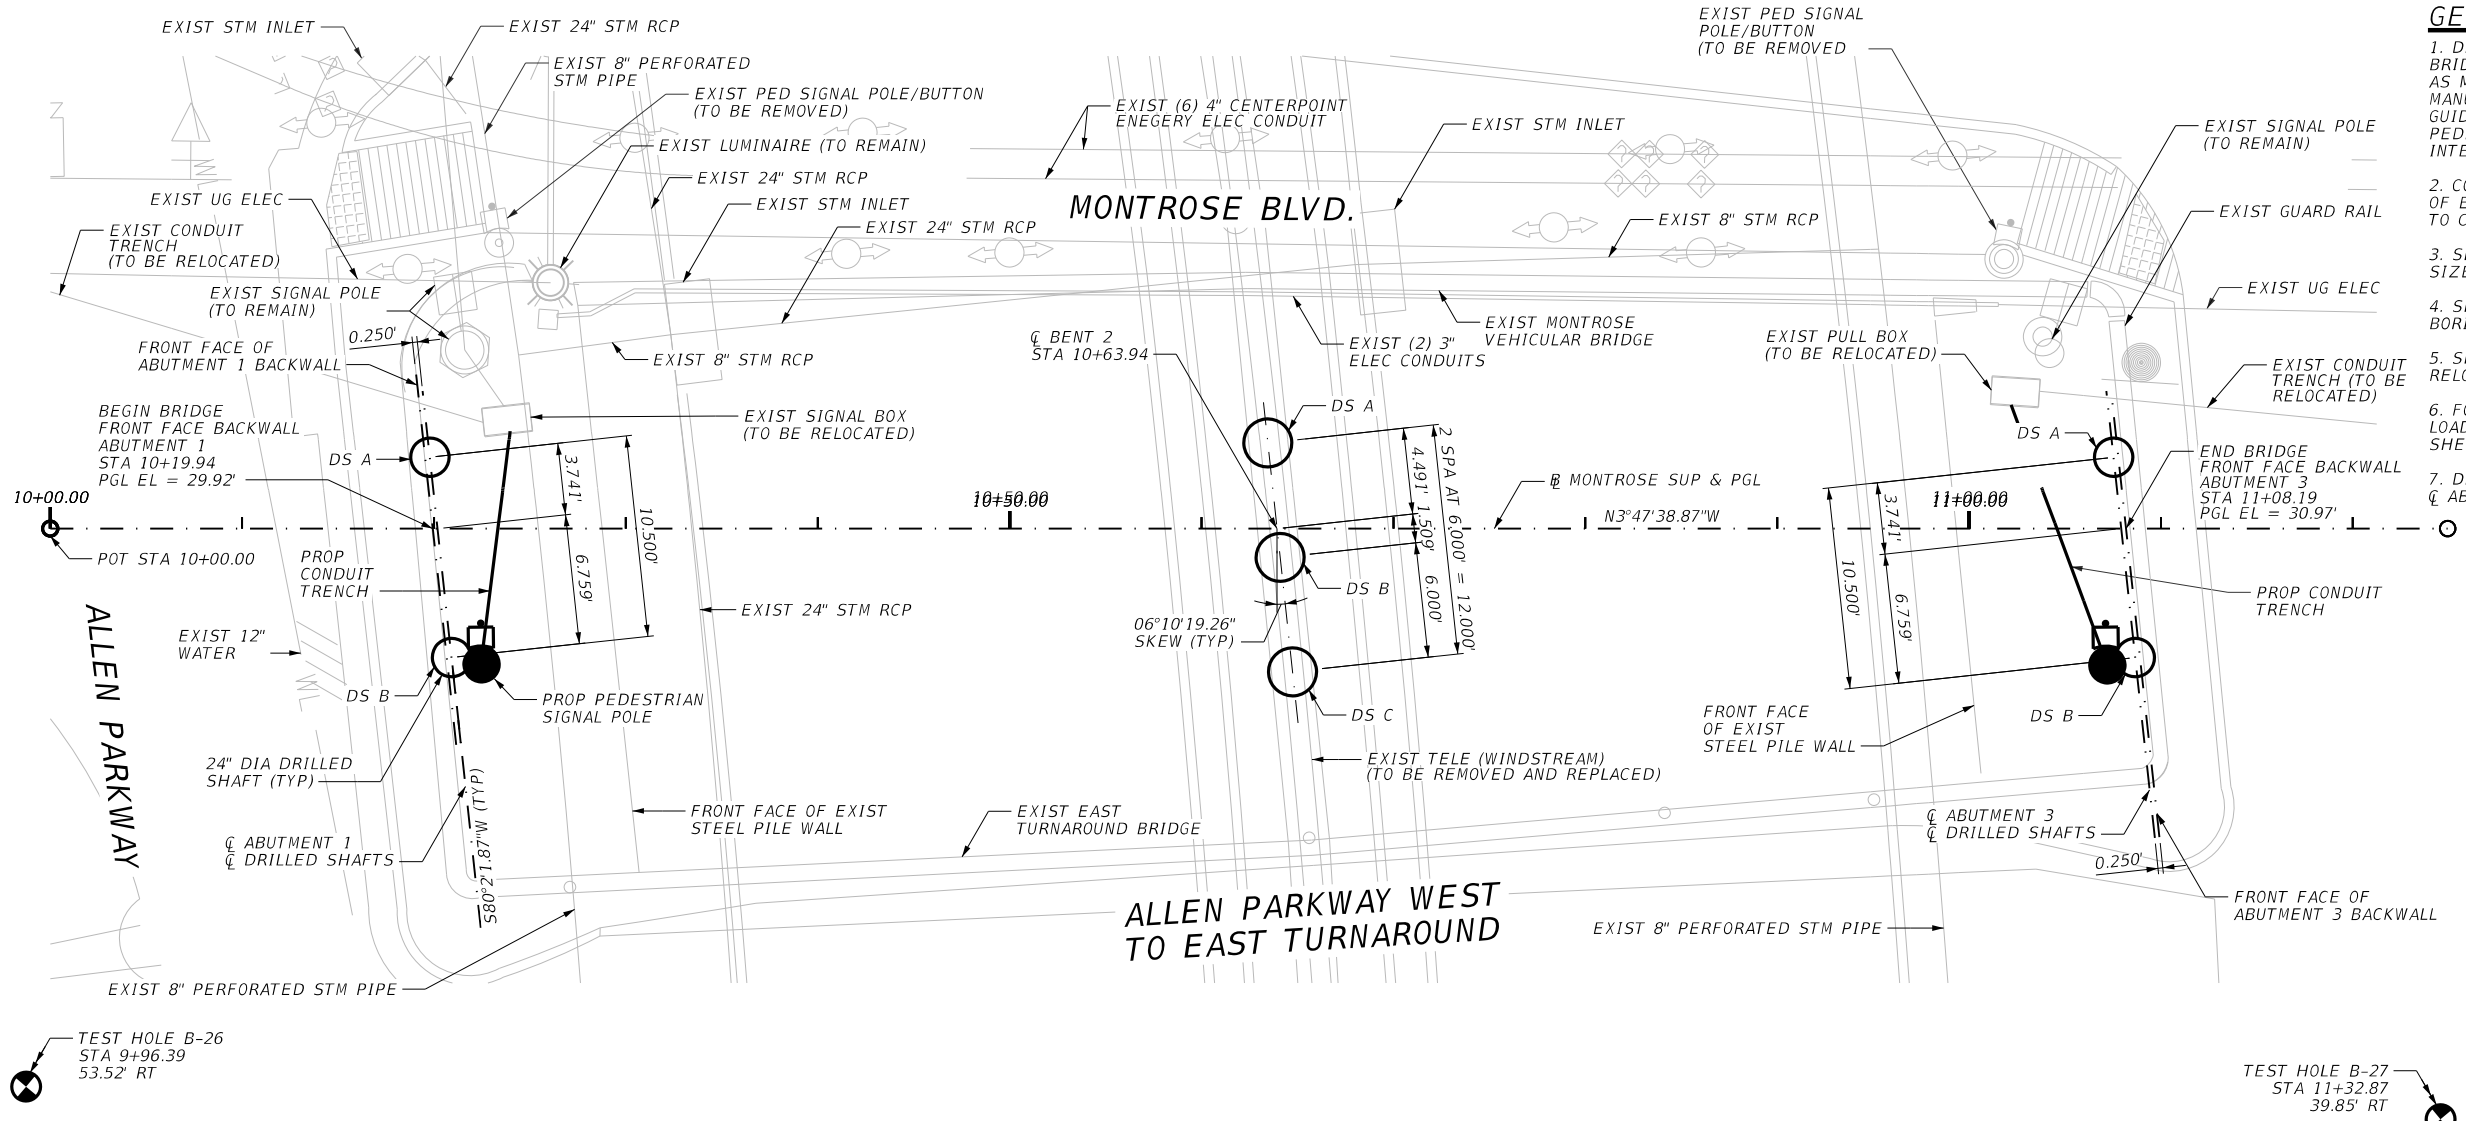 EXIST STM INLET
EXIST 24" STM RCP
EXIST 8" PERFORATED
STM PIPE
EXIST PED SIGNAL POLE/BUTTON
(TO BE REMOVED)
EXIST LUMINAIRE (TO REMAIN)
EXIST 24" STM RCP
EXIST STM INLET
EXIST 24" STM RCP
EXIST (6) 4" CENTERPOINT
ENEGERY ELEC CONDUIT
EXIST STM INLET
MONTROSE BLVD.
EXIST 8" STM RCP
EXIST PED SIGNAL
POLE/BUTTON
(TO BE REMOVED
EXIST SIGNAL POLE
(TO REMAIN)
EXIST GUARD RAIL
EXIST UG ELEC
EXIST UG ELEC
EXIST CONDUIT
TRENCH
(TO BE RELOCATED)
EXIST SIGNAL POLE
(TO REMAIN)
0.250'
FRONT FACE OF
ABUTMENT 1 BACKWALL
EXIST 8" STM RCP
℄ BENT 2
STA 10+63.94
EXIST (2) 3"
ELEC CONDUITS
EXIST MONTROSE
VEHICULAR BRIDGE
EXIST PULL BOX
(TO BE RELOCATED)
EXIST CONDUIT
TRENCH (TO BE
RELOCATED)
BEGIN BRIDGE
FRONT FACE BACKWALL
ABUTMENT 1
STA 10+19.94
PGL EL = 29.92'
DS A
EXIST SIGNAL BOX
(TO BE RELOCATED)
DS A
DS A
END BRIDGE
FRONT FACE BACKWALL
ABUTMENT 3
STA 11+08.19
PGL EL = 30.97'
3.741'
10.500'
6.759'
4.491'
1.509'
6.000'
2 SPA AT 6.000' = 12.000'
℄ MONTROSE SUP & PGL
N3°47'38.87"W
3.741'
10.500'
6.759'
10+00.00
10+50.00
10+50.00
11+00.00
11+00.00
POT STA 10+00.00
PROP
CONDUIT
TRENCH
EXIST 24" STM RCP
DS B
06°10'19.26"
SKEW (TYP)
PROP CONDUIT
TRENCH
ALLEN PARKWAY
EXIST 12"
WATER
DS B
PROP PEDESTRIAN
SIGNAL POLE
DS C
FRONT FACE
OF EXIST
STEEL PILE WALL
DS B
24" DIA DRILLED
SHAFT (TYP)
EXIST TELE (WINDSTREAM)
(TO BE REMOVED AND REPLACED)
FRONT FACE OF EXIST
STEEL PILE WALL
EXIST EAST
TURNAROUND BRIDGE
℄ ABUTMENT 1
℄ DRILLED SHAFTS
S80°2'1.87"W (TYP)
℄ ABUTMENT 3
℄ DRILLED SHAFTS
0.250'
FRONT FACE OF
ABUTMENT 3 BACKWALL
ALLEN PARKWAY WEST
TO EAST TURNAROUND
EXIST 8" PERFORATED STM PIPE
EXIST 8" PERFORATED STM PIPE
TEST HOLE B-26
STA 9+96.39
53.52' RT
TEST HOLE B-27
STA 11+32.87
39.85' RT
1.
2.
3.
4.
5.
6.
7.